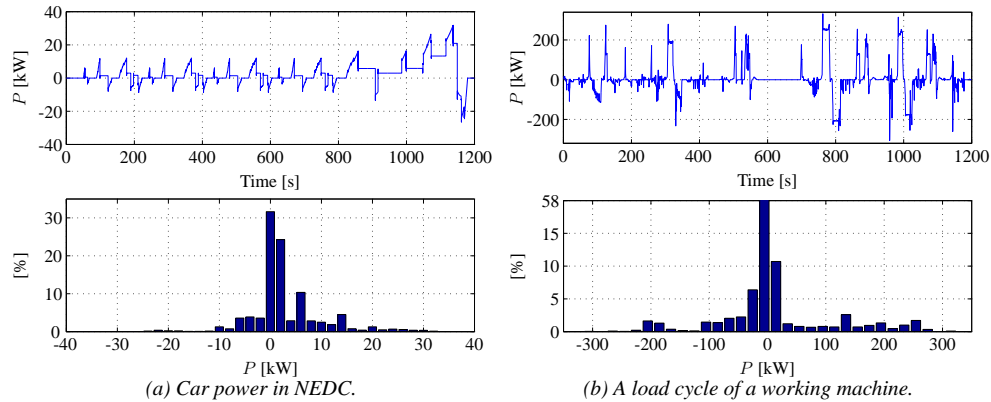 40
20
0
-20
-40
P [kW]
0 200 400 600 800 1000 1200
Time [s]
200
0
-200
P [kW]
0 200 400 600 800 1000 1200
Time [s]
30
20
10
0
[%]
-40 -30 -20 -10 0 10 20 30 40
P [kW]
58
15
10
5
0
[%]
-300 -200 -100 0 100 200 300
P [kW]
(a) Car power in NEDC.
(b) A load cycle of a working machine.